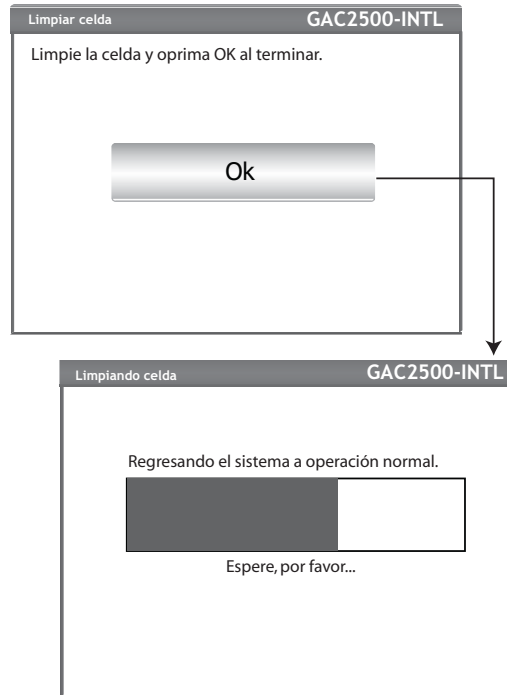 Limpiar celda GAC2500-INTL
Limpie la celda y oprima OK al terminar.
Ok
Limpiando celda GAC2500-INTL
Regresando el sistema a operación normal.
Espere, por favor...